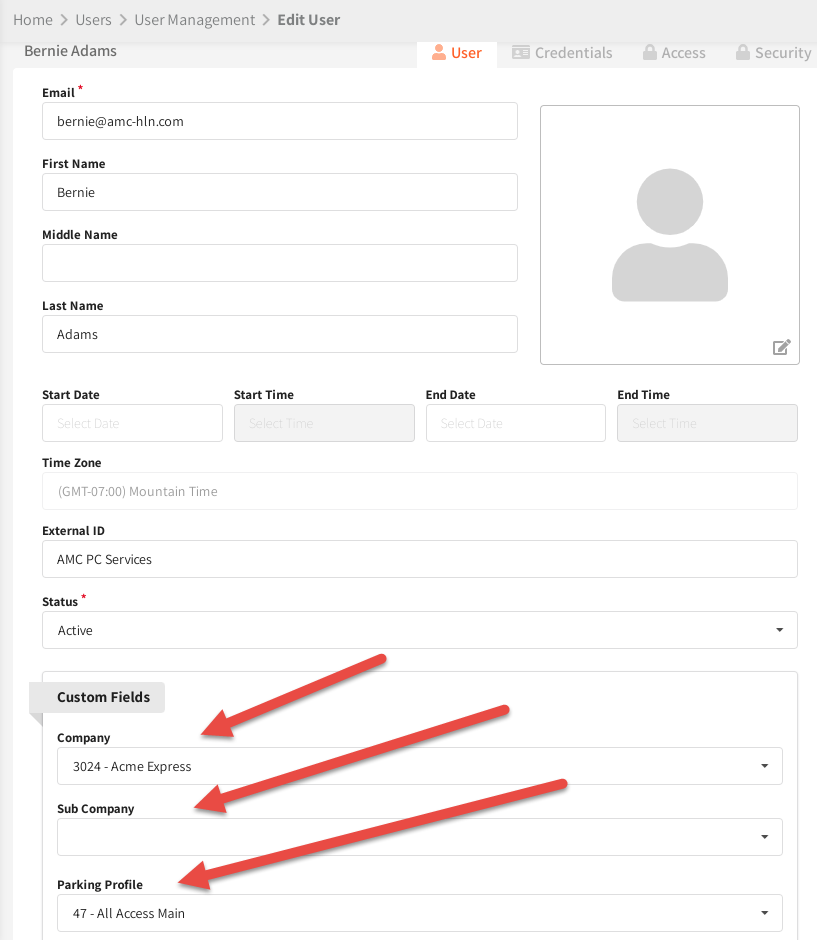 Home > Users > User Management > Edit User
Bernie Adams
User Credentials Access Security
Email *
bernie@amc-hln.com
First Name
Bernie
Middle Name
Last Name
Adams
Start Date Start Time End Date End Time
Select Date Select Time Select Date Select Time
Time Zone
(GMT-07:00) Mountain Time
External ID
AMC PC Services
Status *
Active
Custom Fields
Company
3024 - Acme Express
Sub Company
Parking Profile
47 - All Access Main